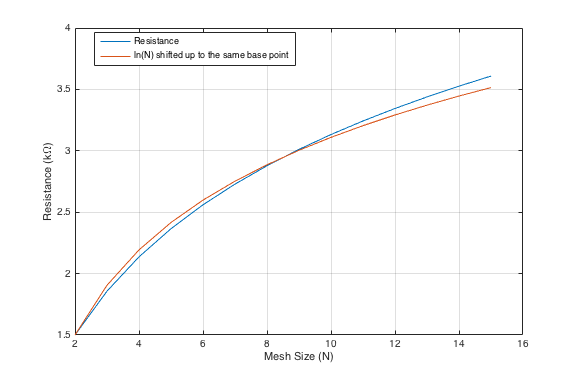 4
Resistance
ln(N) shifted up to the same base point
3.5
3
2.5
2
1.5
Resistance (kΩ)
2 4 6 8 10 12 14 16
Mesh Size (N)